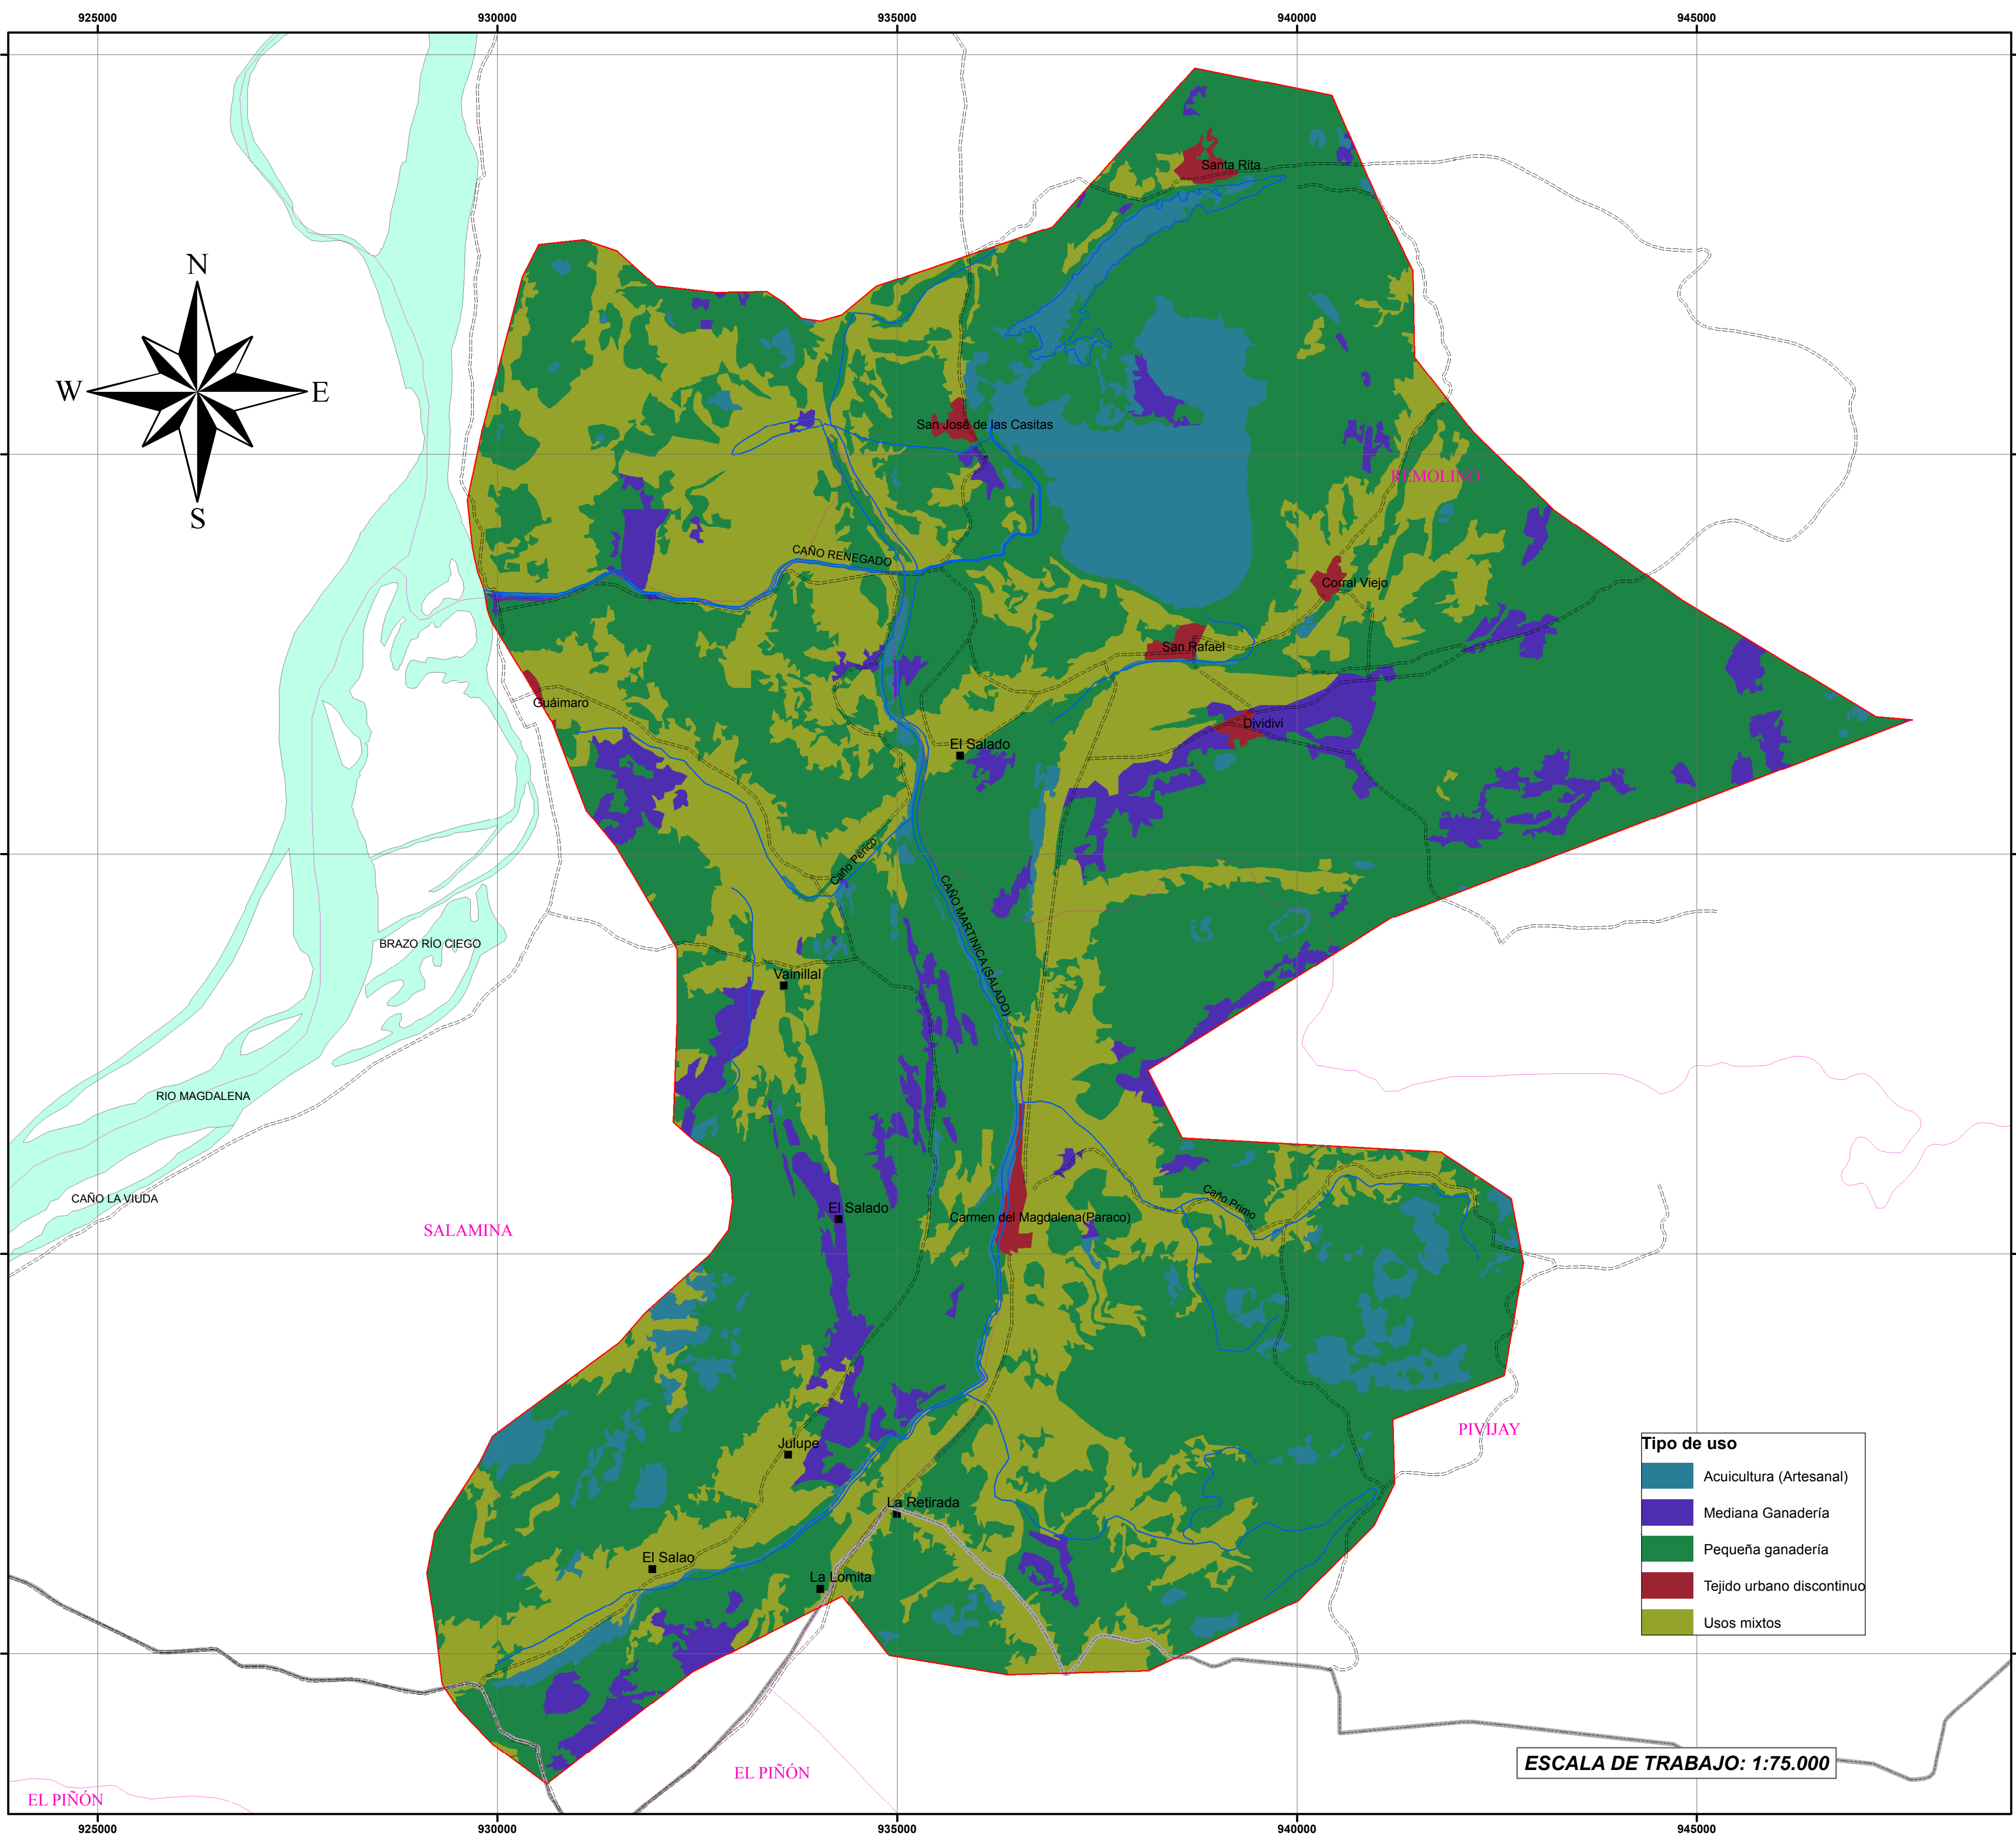 925000
930000
935000
940000
945000
Santa Rita
N
W
E
S
San José de las Casitas
REMOLINO
CAÑO RENEGADO
Corral Viejo
San Rafael
Guáimaro
Dividivi
El Salado
Caño Perico
CAÑO MARTINICA (SALADO)
BRAZO RÍO CIEGO
Vainillal
RIO MAGDALENA
CAÑO LA VIUDA
El Salado
Caño Primo
Carmen del Magdalena(Paraco)
SALAMINA
PIVIJAY
Julupe
La Retirada
El Salao
La Lomita
Tipo de uso
Acuicultura (Artesanal)
Mediana Ganadería
Pequeña ganadería
Tejido urbano discontinuo
Usos mixtos
ESCALA DE TRABAJO: 1:75.000
EL PIÑÓN
EL PIÑÓN
925000
930000
935000
940000
945000